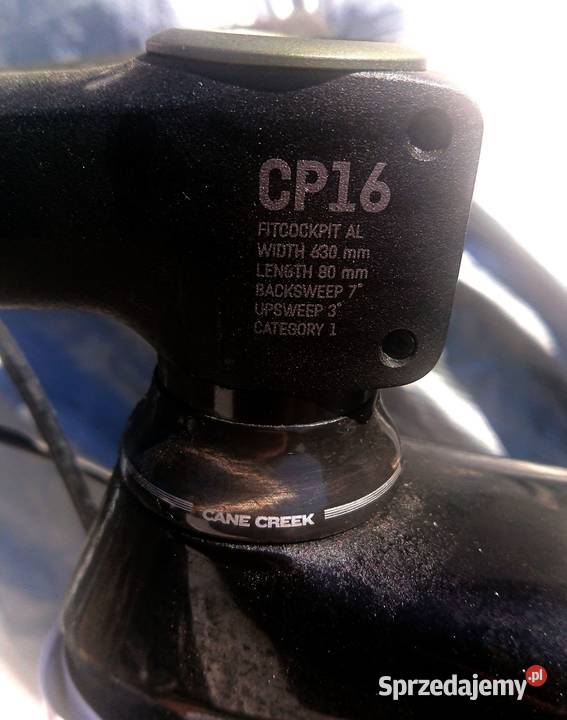 CP16
FITCOCKPIT AL
WIDTH 630 mm
LENGTH 80 mm
BACKSWEEP 7°
UPSWEEP 3°
CATEGORY 1
CANE CREEK
Sprzedajemy.pl